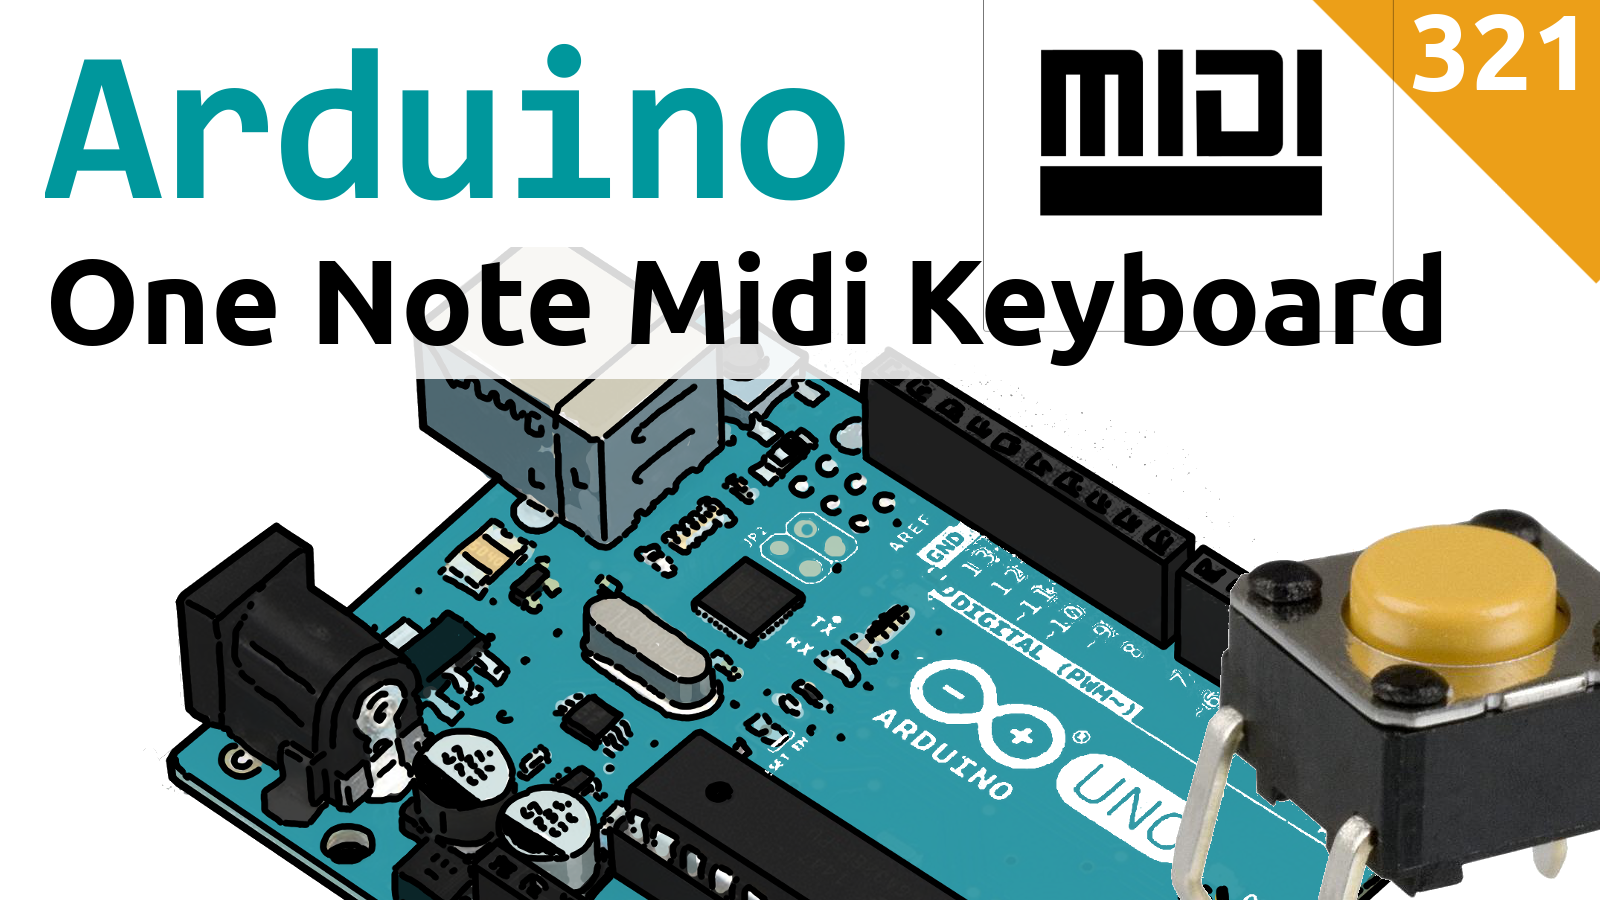 Arduino
MIDI
321
One Note Midi Keyboard
JP2
AREF
GND
13
12
11
10
9
8
7
DIGITAL (PWM~)
TX
RX
ARDUINO
UNO